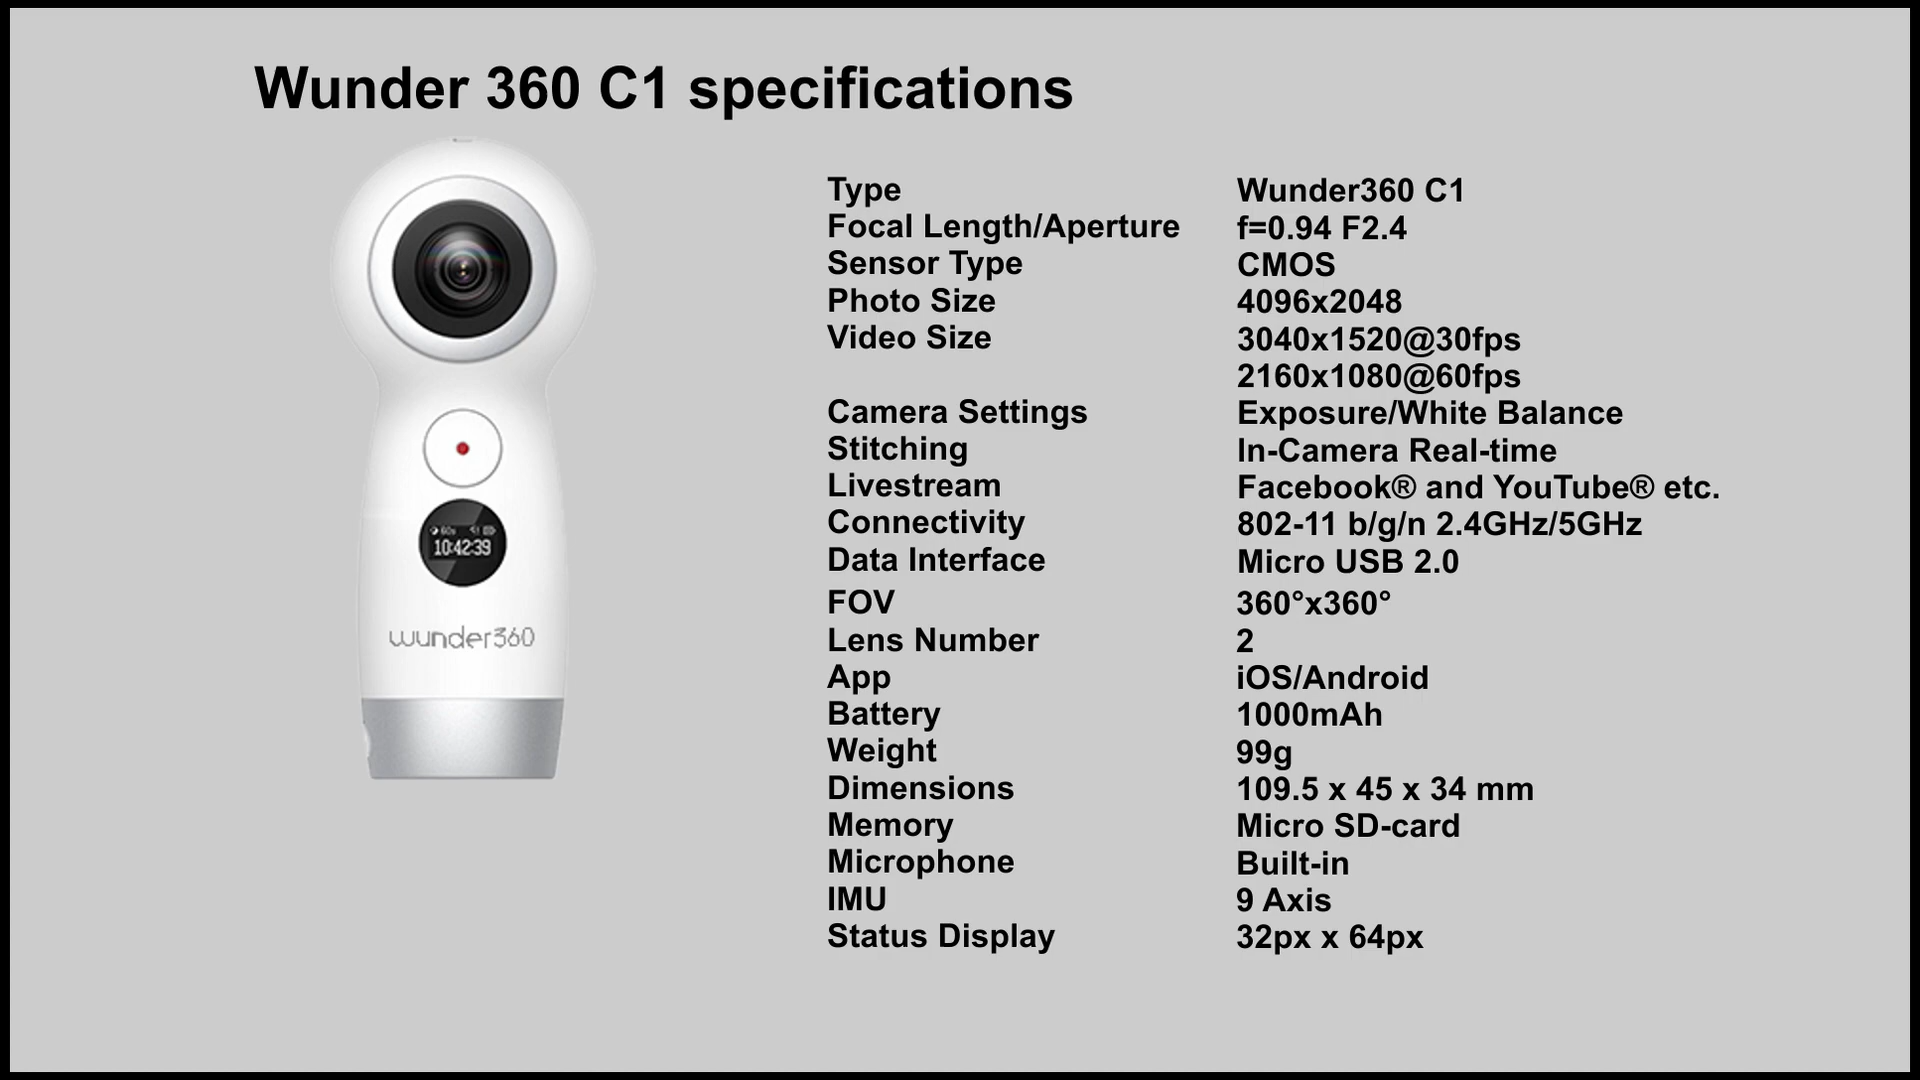 Wunder 360 C1 specifications
60s
10:42:39
wunder360
Type Wunder360 C1
Focal Length/Aperture f=0.94 F2.4
Sensor Type CMOS
Photo Size 4096x2048
Video Size 3040x1520@30fps
2160x1080@60fps
Camera Settings Exposure/White Balance
Stitching In-Camera Real-time
Livestream Facebook® and YouTube® etc.
Connectivity 802-11 b/g/n 2.4GHz/5GHz
Data Interface Micro USB 2.0
FOV 360°x360°
Lens Number 2
App iOS/Android
Battery 1000mAh
Weight 99g
Dimensions 109.5 x 45 x 34 mm
Memory Micro SD-card
Microphone Built-in
IMU 9 Axis
Status Display 32px x 64px